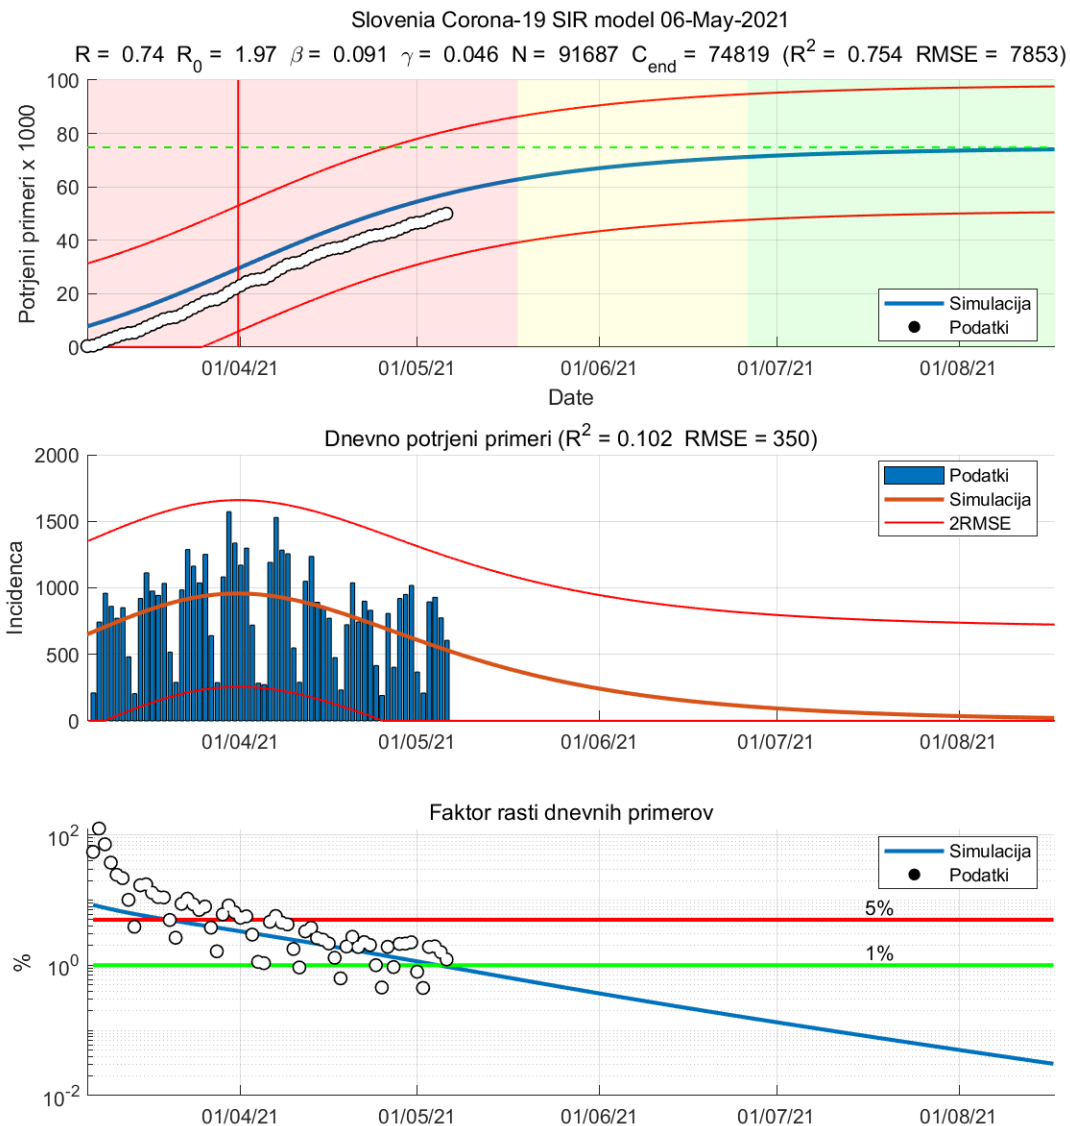 Slovenia Corona-19 SIR model 06-May-2021
R = 0.74 R0 = 1.97 β = 0.091 γ = 0.046 N = 91687 Cend = 74819 (R2 = 0.754 RMSE = 7853)
100
80
60
40
20
0
Potrjeni primeri x 1000
Simulacija
Podatki
01/04/21 01/05/21 01/06/21 01/07/21 01/08/21
Date
Dnevno potrjeni primeri (R2 = 0.102 RMSE = 350)
2000
1500
1000
500
0
Incidenca
Podatki
Simulacija
2RMSE
01/04/21 01/05/21 01/06/21 01/07/21 01/08/21
Faktor rasti dnevnih primerov
102
100
10-2
%
Simulacija
Podatki
5%
1%
01/04/21 01/05/21 01/06/21 01/07/21 01/08/21